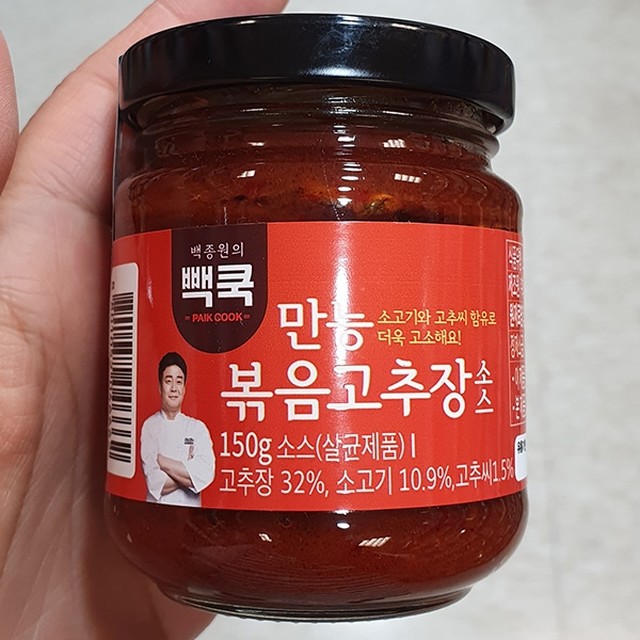 백종원의
빽쿡
PAIK COOK
만능
소고기와 고추씨 함유로
더욱 고소해요!
볶음고추장소스
150g 소스(살균제품) |
고추장 32%, 소고기 10.9%, 고추씨1.5%